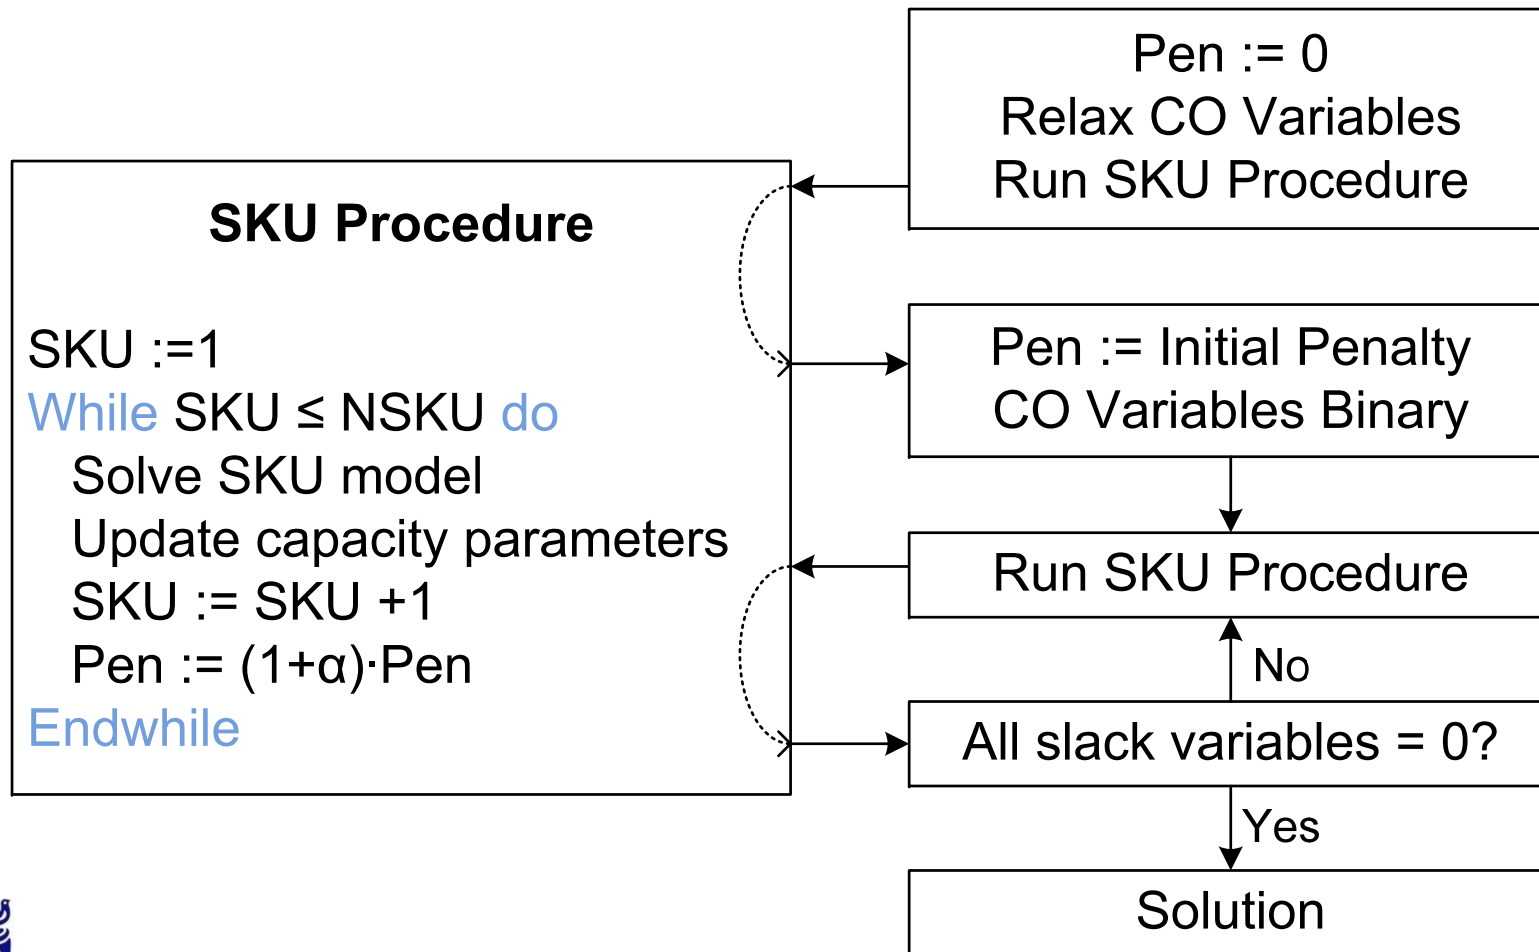 SKU Procedure
SKU :=1
While SKU ≤ NSKU do
Solve SKU model
Update capacity parameters
SKU := SKU +1
Pen := (1+α)·Pen
Endwhile
Pen := 0
Relax CO Variables
Run SKU Procedure
Pen := Initial Penalty
CO Variables Binary
Run SKU Procedure
No
All slack variables = 0?
Yes
Solution